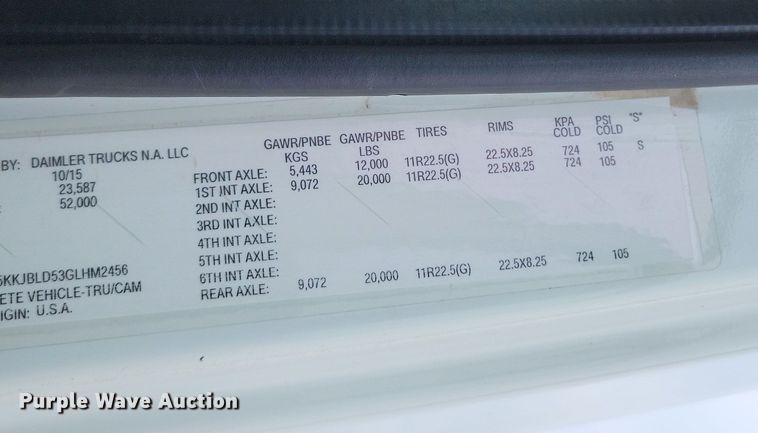 GAWR/PNBE GAWR/PNBE TIRES RIMS KPA PSI "S"
KGS LBS COLD COLD
BY: DAIMLER TRUCKS N.A. LLC
10/15
23,587
52,000
FRONT AXLE: 5,443 12,000 11R22.5(G) 22.5X8.25 724 105 S
1ST INT AXLE: 9,072 20,000 11R22.5(G) 22.5X8.25 724 105
2ND INT AXLE:
3RD INT AXLE:
4TH INT AXLE:
5TH INT AXLE:
6TH INT AXLE:
REAR AXLE: 9,072 20,000 11R22.5(G) 22.5X8.25 724 105
KKJBLD53GLHM2456
ETE VEHICLE-TRU/CAM
IGIN: U.S.A.
Purple Wave Auction